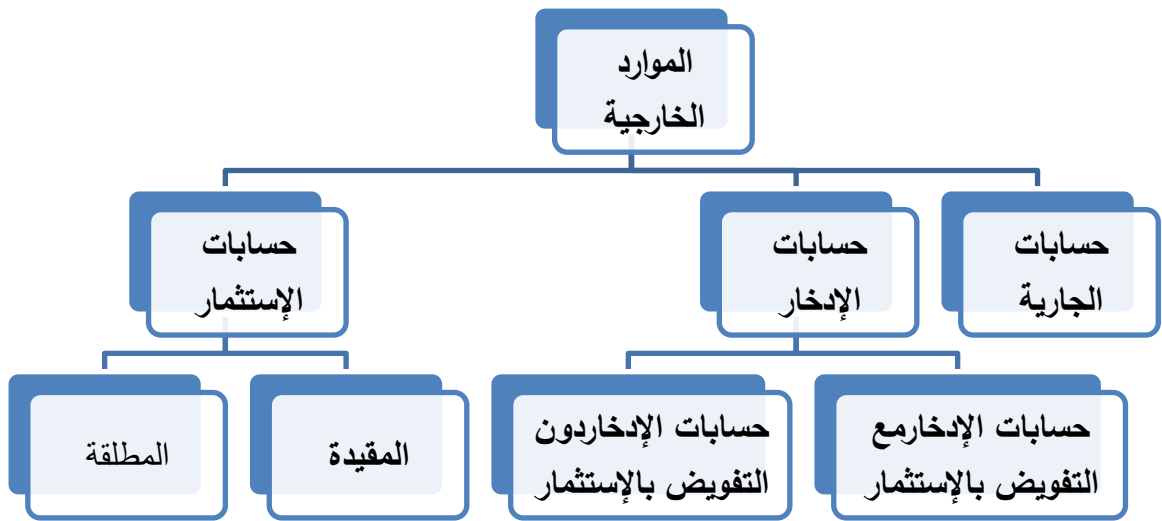 الموارد
الخارجية
حسابات
الجارية
حسابات
الإدخار
حسابات
الإستثمار
حسابات الإدخارمع
التفويض بالإستثمار
حسابات الإدخاردون
التفويض بالإستثمار
المقيدة
المطلقة